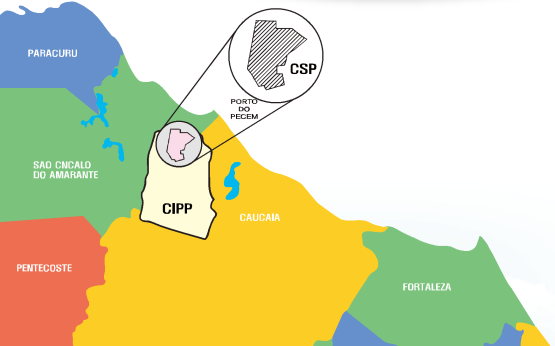 PARACURU
CSP
PORTO
DO
PECEM
SAO CNCALO
DO AMARANTE
CIPP
CAUCAIA
PENTECOSTE
FORTALEZA